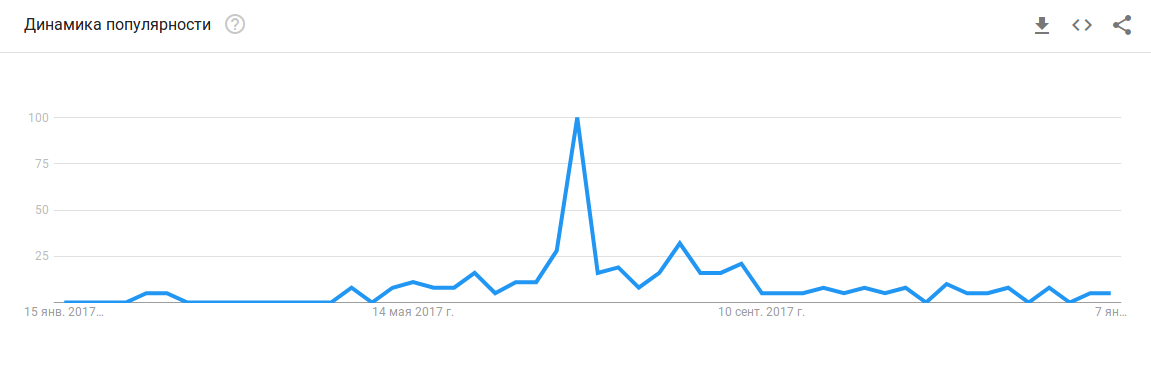 Динамика популярности ?
100
75
50
25
15 янв. 2017…
14 мая 2017 г.
10 сент. 2017 г.
7 ян…